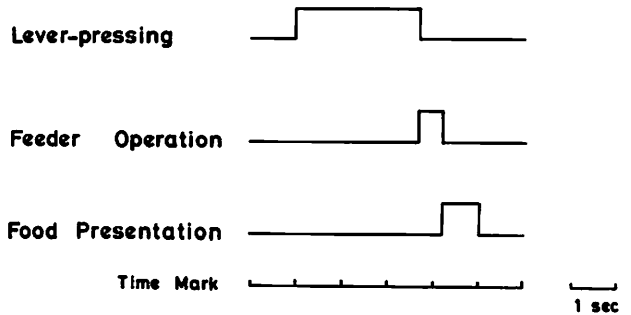 Lever-pressing
Feeder Operation
Food Presentation
Time Mark
1 sec